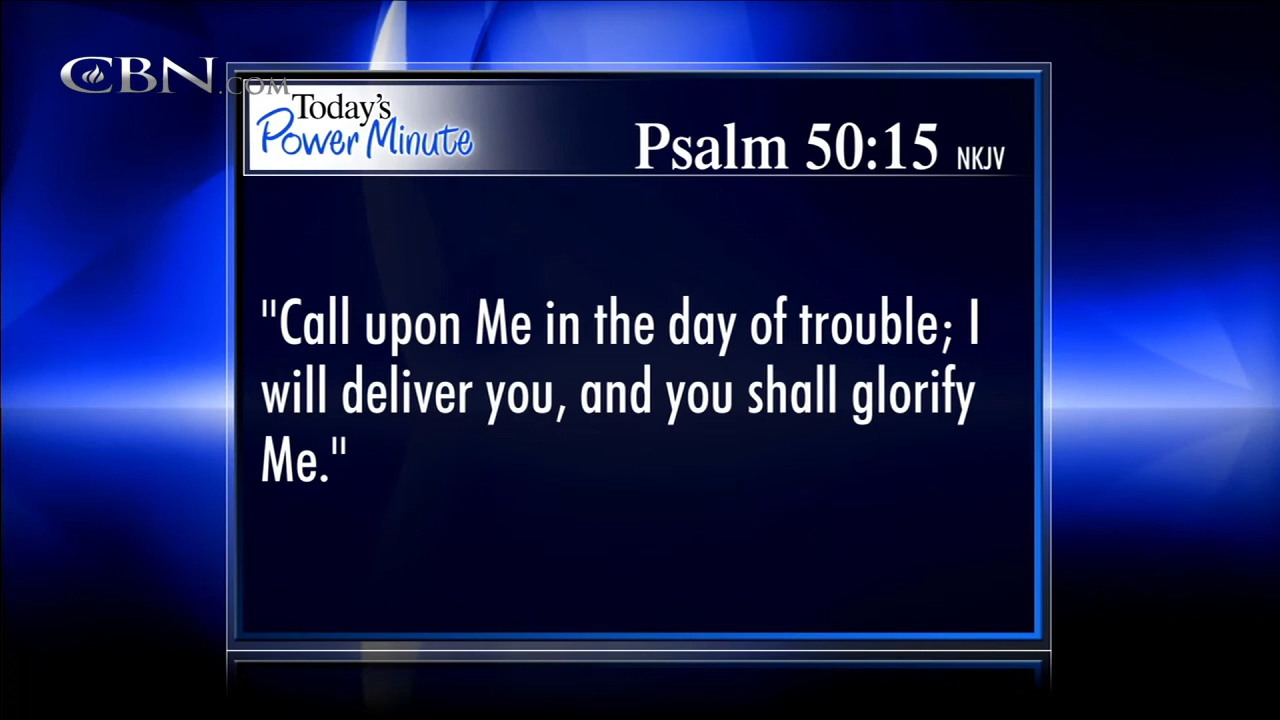 CBN.COM
Today's
Power Minute
Psalm 50:15 NKJV
"Call upon Me in the day of trouble; I
will deliver you, and you shall glorify
Me."